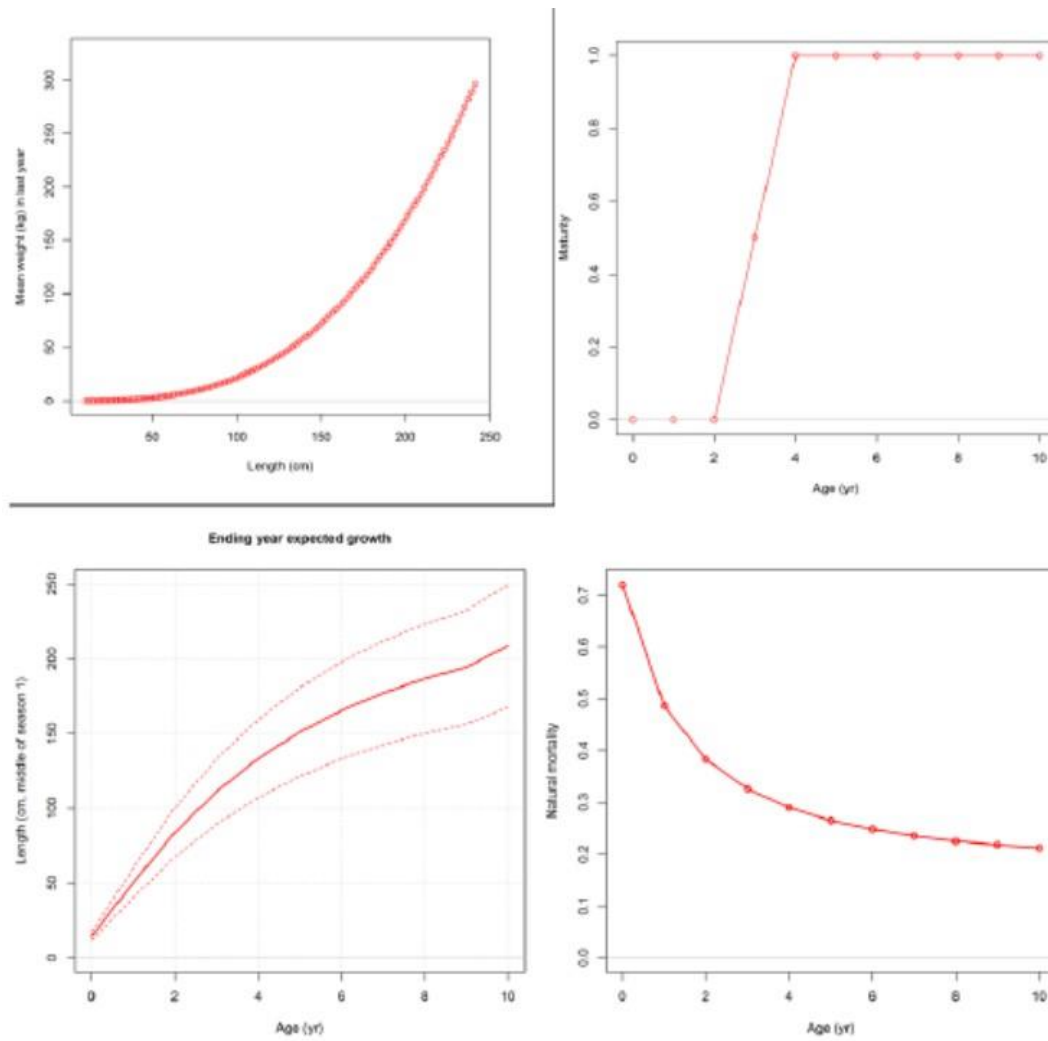 Mean weight (kg) in last year
300
250
200
150
100
50
0
50 100 150 200 250
Length (cm)
Maturity
1.0
0.8
0.6
0.4
0.2
0.0
0 2 4 6 8 10
Age (yr)
Ending year expected growth
Length (cm, middle of season 1)
250
200
150
100
50
0
0 2 4 6 8 10
Age (yr)
Natural mortality
0.7
0.6
0.5
0.4
0.3
0.2
0.1
0.0
0 2 4 6 8 10
Age (yr)